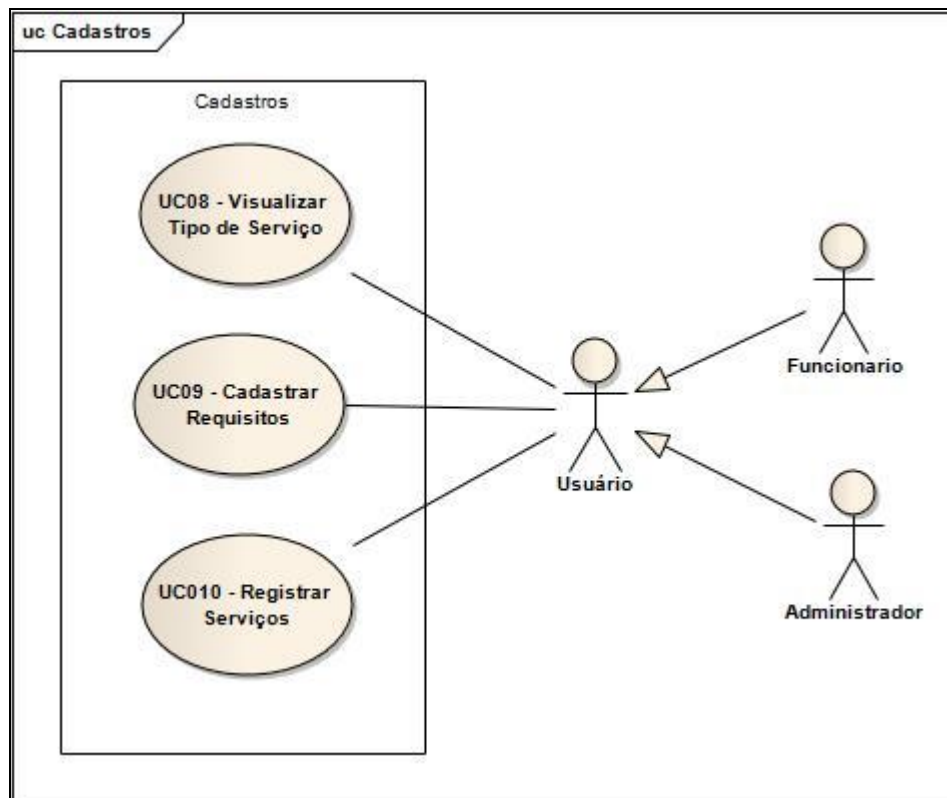 uc Cadastros
Cadastros
UC08 - Visualizar
Tipo de Serviço
UC09 - Cadastrar
Requisitos
UC010 - Registrar
Serviços
Usuário
Funcionario
Administrador